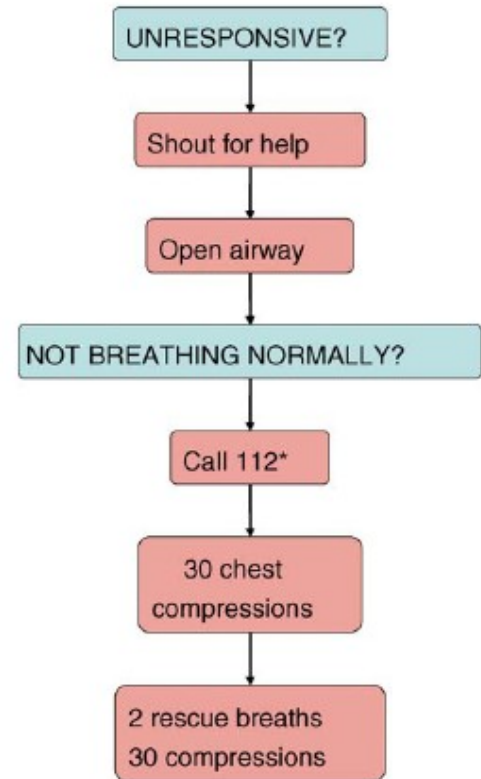 UNRESPONSIVE?
Shout for help
Open airway
NOT BREATHING NORMALLY?
Call 112*
30 chest
compressions
2 rescue breaths
30 compressions